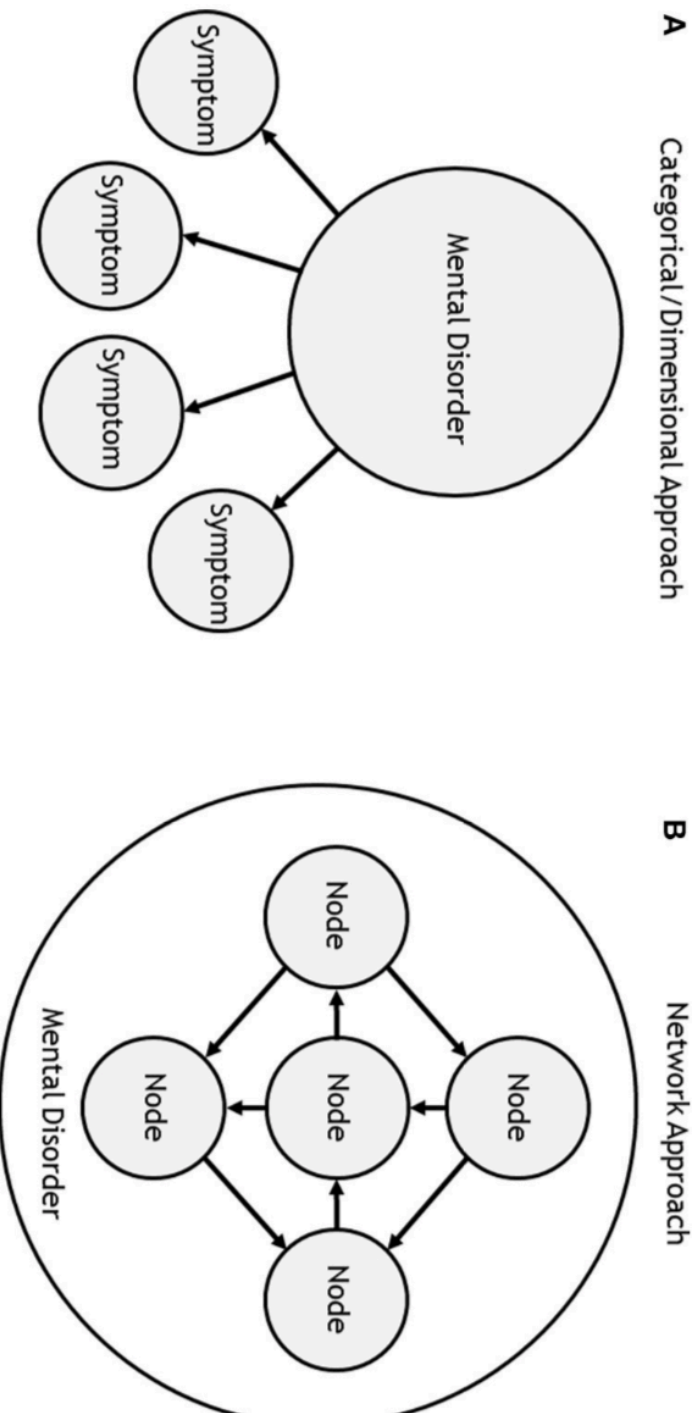 A
Categorical/Dimensional Approach
Mental Disorder
Symptom
Symptom
Symptom
Symptom
B
Network Approach
Node
Node
Node
Node
Node
Mental Disorder